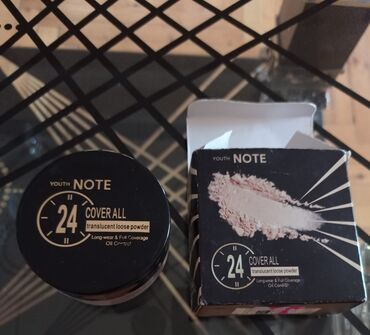 YOUTH NOTE
24
COVER ALL
translucent loose powder
Long-wear & Full Coverage
Oil Control
YOUTH NOTE
24
COVER ALL
translucent loose powder
Long-wear & Full Coverage
Oil Control